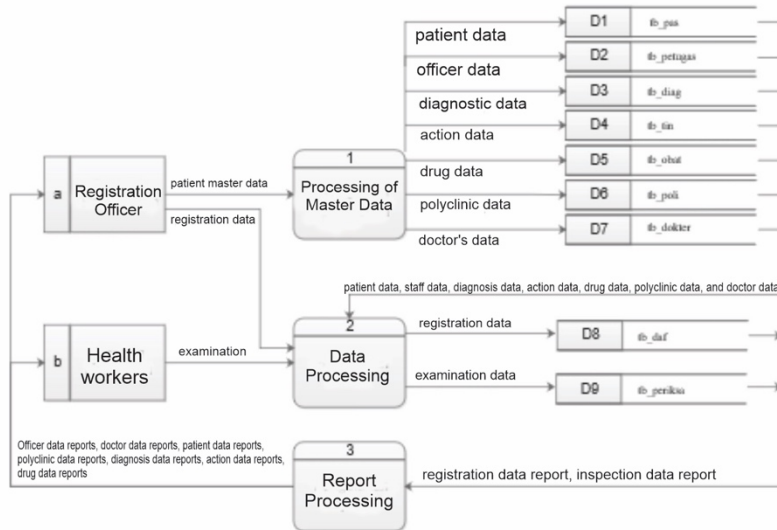 D1 tb_pas
patient data
D2 tb_petugas
officer data
D3 tb_diag
diagnostic data
D4 tb_tin
action data
D5 tb_obat
drug data
D6 tb_poli
polyclinic data
D7 tb_dokter
doctor's data
a
Registration
Officer
patient master data
registration data
1
Processing of
Master Data
patient data, staff data, diagnosis data, action data, drug data, polyclinic data, and doctor data
b
Health
workers
examination
2
Data
Processing
registration data
D8 tb_daf
examination data
D9 tb_periksa
Officer data reports, doctor data reports, patient data reports,
polyclinic data reports, diagnosis data reports, action data reports,
drug data reports
3
Report
Processing
registration data report, inspection data report